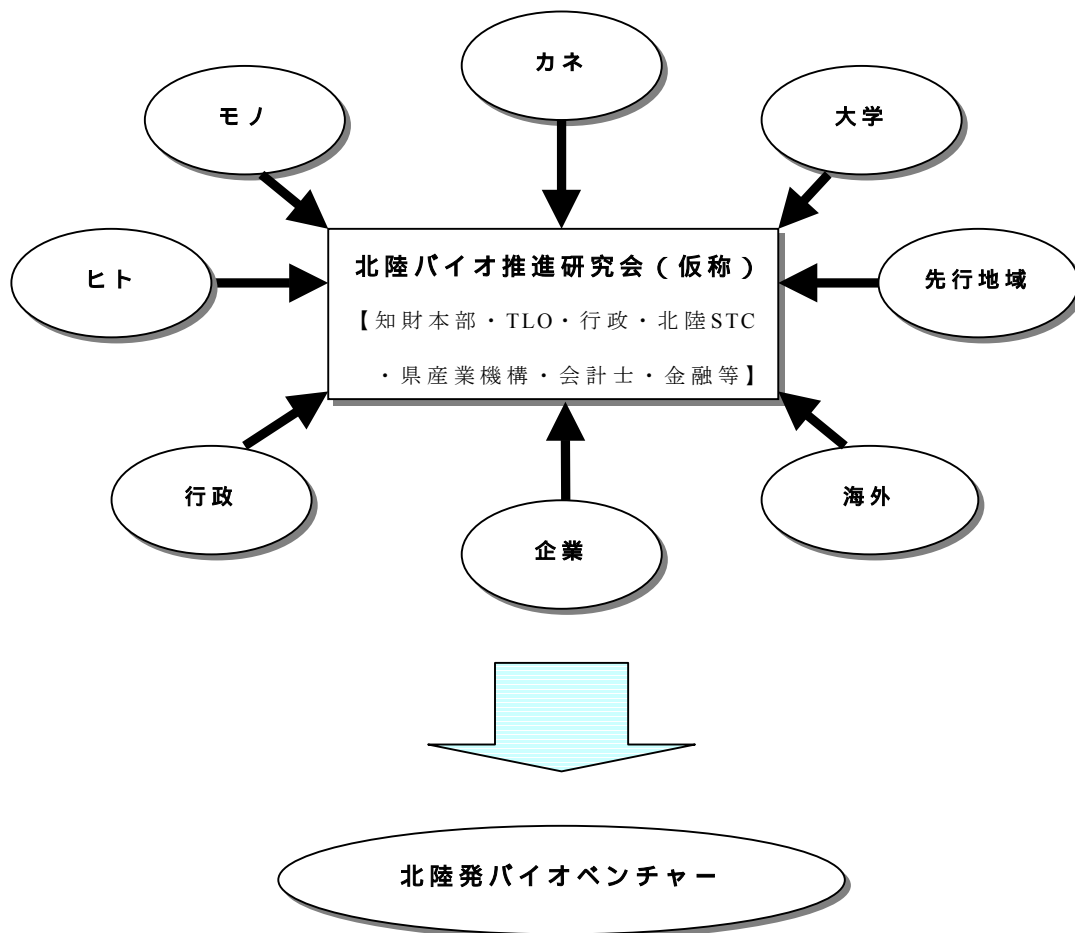 カネ
モノ
大学
北陸バイオ推進研究会(仮称)
【知財本部・TLO・行政・北陸STC
・県産業機構・会計士・金融等】
ヒト
先行地域
行政
海外
企業
北陸発バイオベンチャー